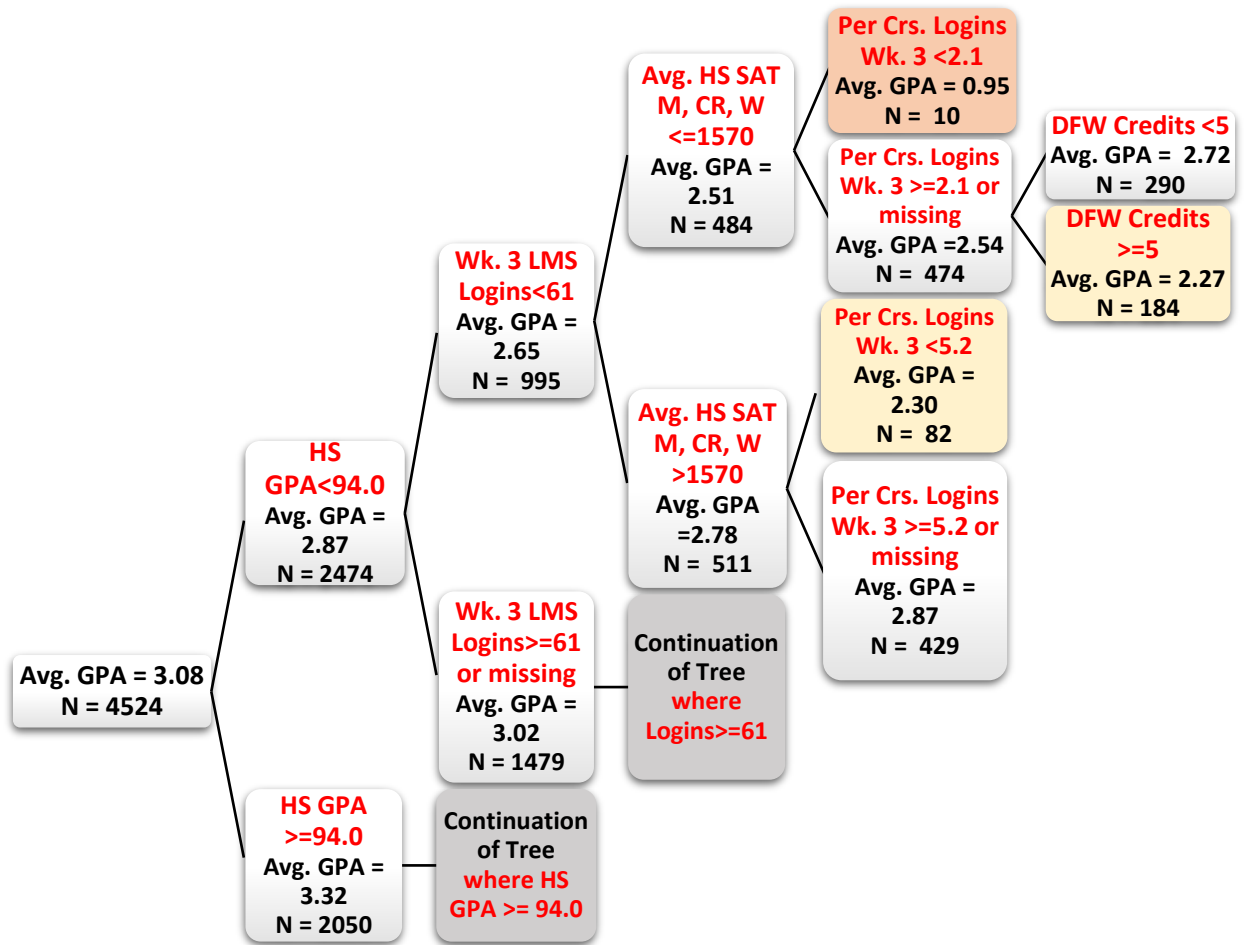 Avg. GPA = 3.08
N = 4524
HS
GPA<94.0
Avg. GPA =
2.87
N = 2474
HS GPA
>=94.0
Avg. GPA =
3.32
N = 2050
Wk. 3 LMS
Logins<61
Avg. GPA =
2.65
N = 995
Wk. 3 LMS
Logins>=61
or missing
Avg. GPA =
3.02
N = 1479
Continuation
of Tree
where HS
GPA >= 94.0
Avg. HS SAT
M, CR, W
<=1570
Avg. GPA =
2.51
N = 484
Avg. HS SAT
M, CR, W
>1570
Avg. GPA
=2.78
N = 511
Continuation
of Tree
where
Logins>=61
Per Crs. Logins
Wk. 3 <2.1
Avg. GPA = 0.95
N = 10
Per Crs. Logins
Wk. 3 >=2.1 or
missing
Avg. GPA =2.54
N = 474
Per Crs. Logins
Wk. 3 <5.2
Avg. GPA =
2.30
N = 82
Per Crs. Logins
Wk. 3 >=5.2 or
missing
Avg. GPA =
2.87
N = 429
DFW Credits <5
Avg. GPA = 2.72
N = 290
DFW Credits
>=5
Avg. GPA = 2.27
N = 184